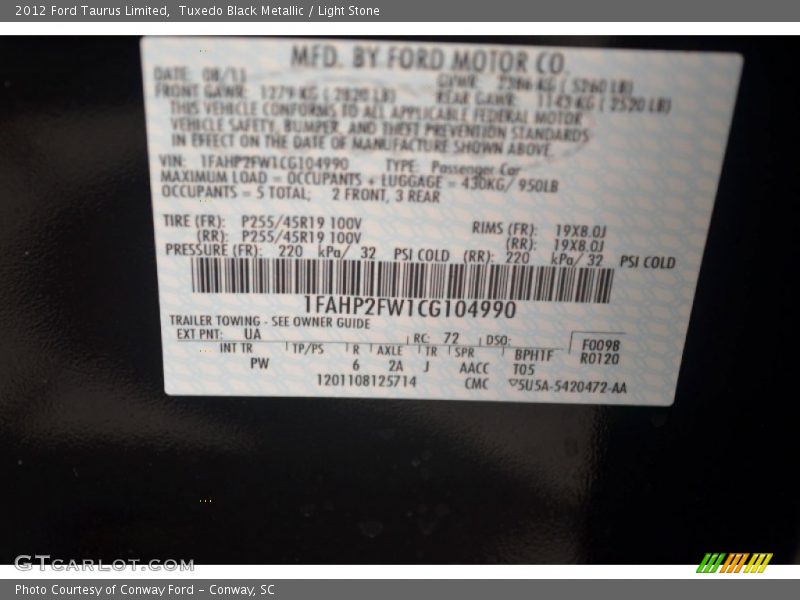 2012 Ford Taurus Limited,  Tuxedo Black Metallic / Light Stone
MFD. BY FORD MOTOR CO.
DATE: 08/11 GVWR: 2386 KG ( 5260 LB)
FRONT GAWR: 1279 KG ( 2820 LB) REAR GAWR: 1143 KG ( 2520 LB)
THIS VEHICLE CONFORMS TO ALL APPLICABLE FEDERAL MOTOR
VEHICLE SAFETY, BUMPER, AND THEFT PREVENTION STANDARDS
IN EFFECT ON THE DATE OF MANUFACTURE SHOWN ABOVE.
VIN: 1FAHP2FW1CG104990 TYPE: Passenger Car
MAXIMUM LOAD = OCCUPANTS + LUGGAGE = 430KG/ 950LB
OCCUPANTS = 5 TOTAL; 2 FRONT, 3 REAR
TIRE (FR): P255/45R19 100V RIMS (FR): 19X8.0J
(RR): P255/45R19 100V (RR): 19X8.0J
PRESSURE (FR): 220 kPa/ 32 PSI COLD (RR): 220 kPa/ 32 PSI COLD
1FAHP2FW1CG104990
TRAILER TOWING - SEE OWNER GUIDE
EXT PNT: UA RC: 72 DSO: F0098
INT TR TP/PS R AXLE TR SPR BPH1F R0120
PW 6 2A J AACC T05
1201108125714 CMC ▽5U5A-5420472-AA
GTCARLOT.COM
Photo Courtesy of Conway Ford - Conway, SC